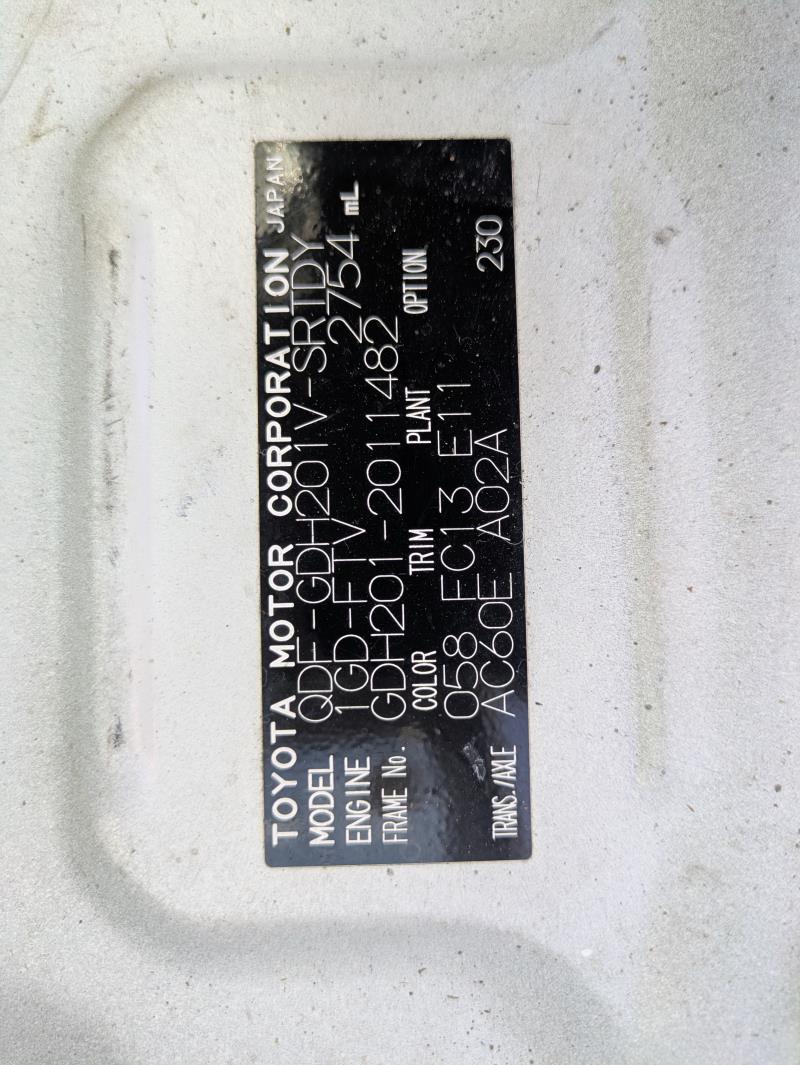 TOYOTA MOTOR CORPORATION JAPAN
MODEL QDF-GDH201V-SRTDY
ENGINE 1GD-FTV 2754 mL
FRAME No. GDH201-2011482
COLOR TRIM PLANT OPTION
058 FC13 E11
TRANS./AXLE AC60E A02A 230